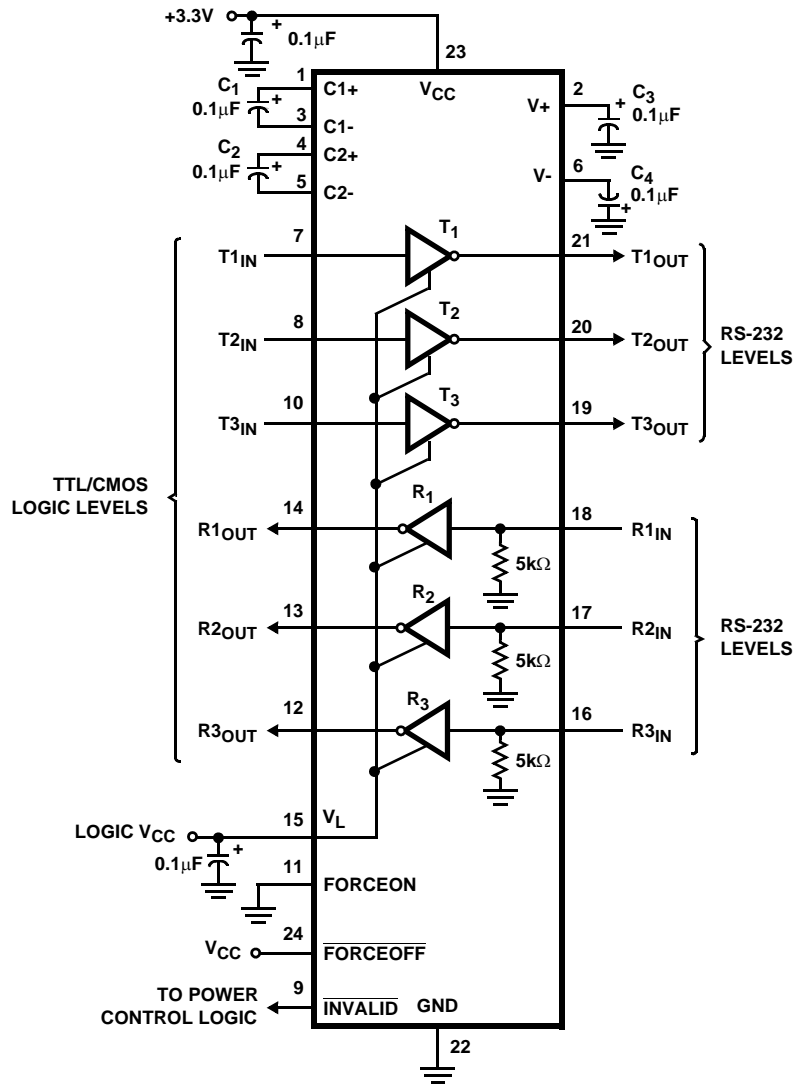 +3.3V
+
0.1μF
23
1
C1+
VCC
C1
0.1μF
+
3
C1-
2
V+
+
C3
0.1μF
4
C2+
C2
0.1μF
+
5
C2-
6
V-
C4
0.1μF
+
T1
7
T1IN
21
T1OUT
T2
8
T2IN
20
T2OUT
RS-232
LEVELS
T3
10
T3IN
19
T3OUT
TTL/CMOS
LOGIC LEVELS
R1
14
R1OUT
18
R1IN
5kΩ
R2
13
R2OUT
17
R2IN
5kΩ
RS-232
LEVELS
R3
12
R3OUT
16
R3IN
5kΩ
15
VL
LOGIC VCC
+
0.1μF
11
FORCEON
24
VCC
FORCEOFF
9
TO POWER
CONTROL LOGIC
INVALID
GND
22